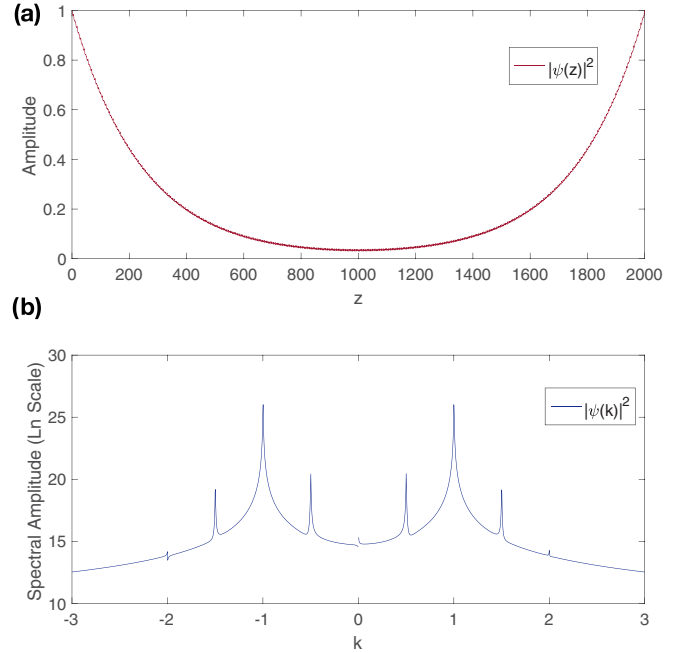 (a)
1
0.8
0.6
0.4
0.2
0
Amplitude
|ψ(z)|²
0 200 400 600 800 1000 1200 1400 1600 1800 2000
z
(b)
30
25
20
15
10
Spectral Amplitude (Ln Scale)
|ψ(k)|²
-3 -2 -1 0 1 2 3
k